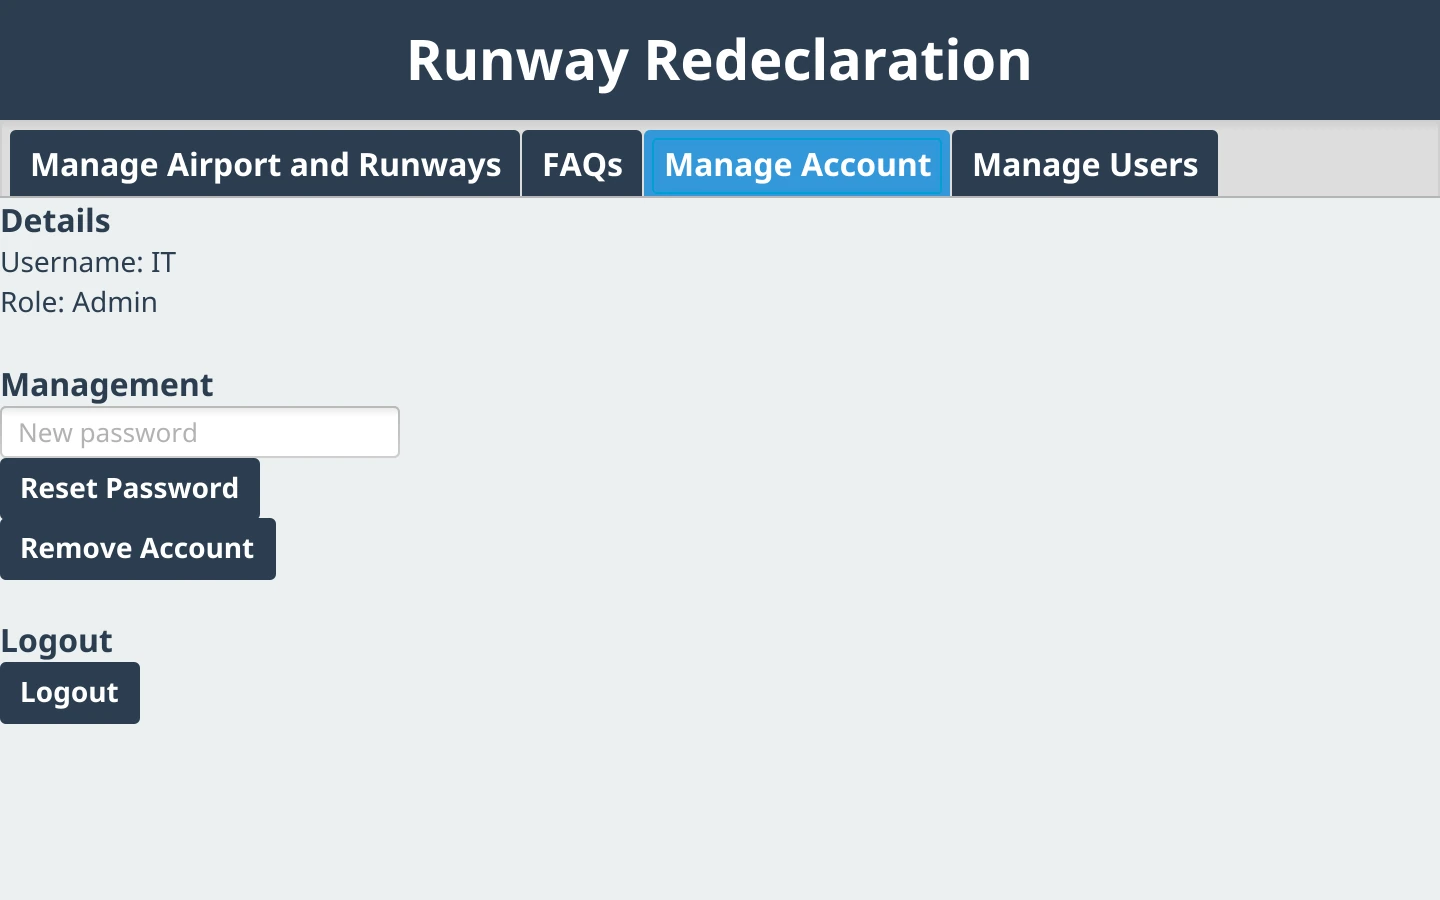 Runway Redeclaration
Manage Airport and Runways FAQs Manage Account Manage Users
Details
Username: IT
Role: Admin
Management
New password
Reset Password
Remove Account
Logout
Logout